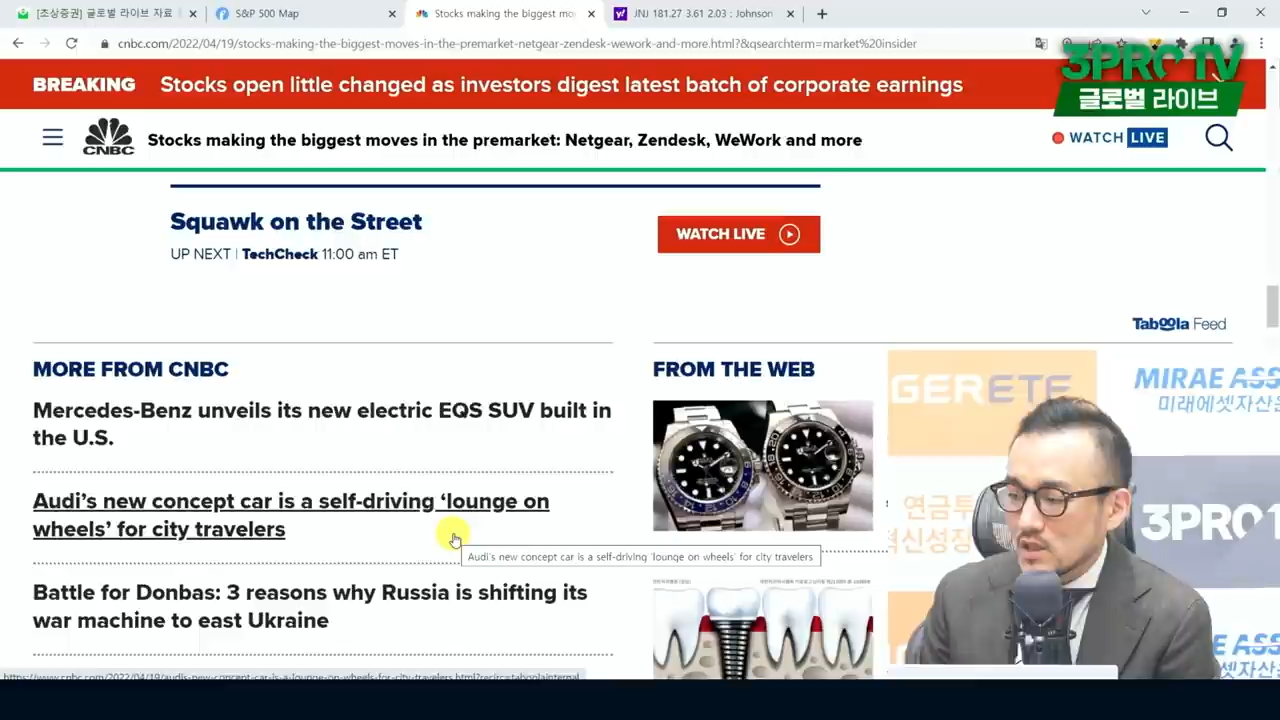 [조상증권] 글로벌 라이브 자료
S&P 500 Map
Stocks making the biggest mo
JNJ 181.27 3.61 2.03 : Johnson
cnbc.com/2022/04/19/stocks-making-the-biggest-moves-in-the-premarket-netgear-zendesk-wework-and-more.html?&qsearchterm=market%20insider
3PRO TV
글로벌 라이브
BREAKING
Stocks open little changed as investors digest latest batch of corporate earnings
CNBC
Stocks making the biggest moves in the premarket: Netgear, Zendesk, WeWork and more
WATCH LIVE
Squawk on the Street
UP NEXT | TechCheck 11:00 am ET
WATCH LIVE
Taboola Feed
MORE FROM CNBC
FROM THE WEB
Mercedes-Benz unveils its new electric EQS SUV built in
the U.S.
Audi's new concept car is a self-driving 'lounge on
wheels' for city travelers
Audi's new concept car is a self-driving 'lounge on wheels' for city travelers
Battle for Donbas: 3 reasons why Russia is shifting its
war machine to east Ukraine
GERETE
MIRAE ASS
미래에셋자산운
연금투
혁신성장
3PRO
E ASS
셋자산
https://www.cnbc.com/2022/04/19/audis-new-concept-car-is-a-lounge-on-wheels-for-city-travelers.html?recirc=taboolainternal